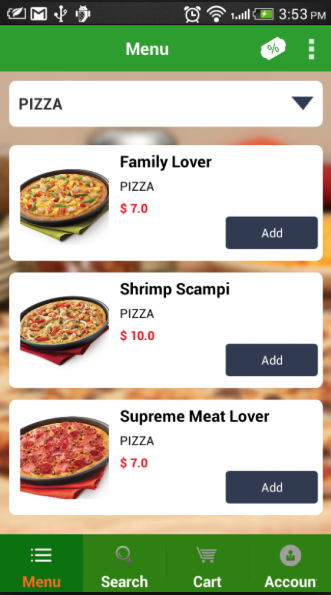 3:53 PM
Menu
%
PIZZA
Family Lover
PIZZA
$ 7.0
Add
Shrimp Scampi
PIZZA
$ 10.0
Add
Supreme Meat Lover
PIZZA
$ 7.0
Add
Menu
Search
Cart
Accoun